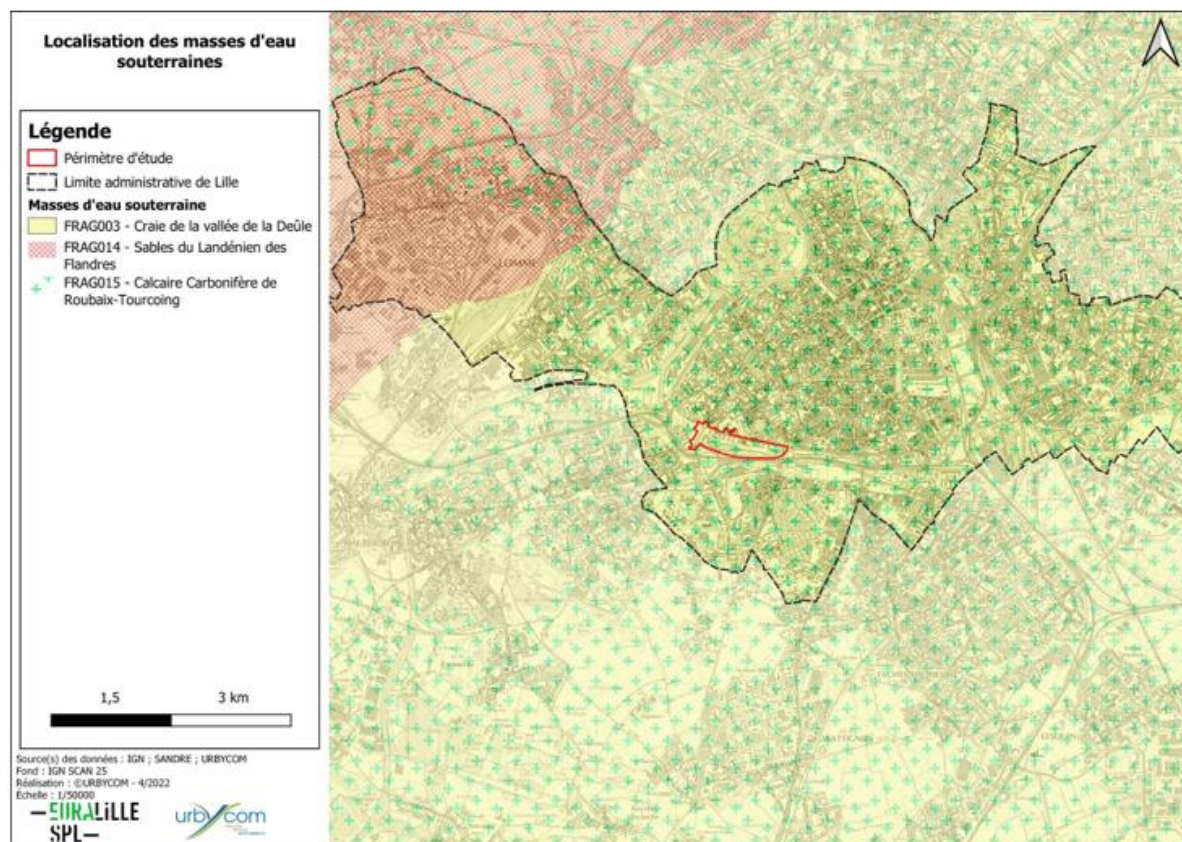 Localisation des masses d'eau
souterraines
Légende
Périmètre d'étude
Limite administrative de Lille
Masses d'eau souterraine
FRAG003 - Craie de la vallée de la Deûle
FRAG014 - Sables du Landénien des
Flandres
FRAG015 - Calcaire Carbonifère de
Roubaix-Tourcoing
1,5 3 km
Source(s) des données : IGN ; SANDRE ; URBYCOM
Fond : IGN SCAN 25
Réalisation : ©URBYCOM - 4/2022
Échelle : 1/50000
EURALILLE
SPL
urbycom
LOMME